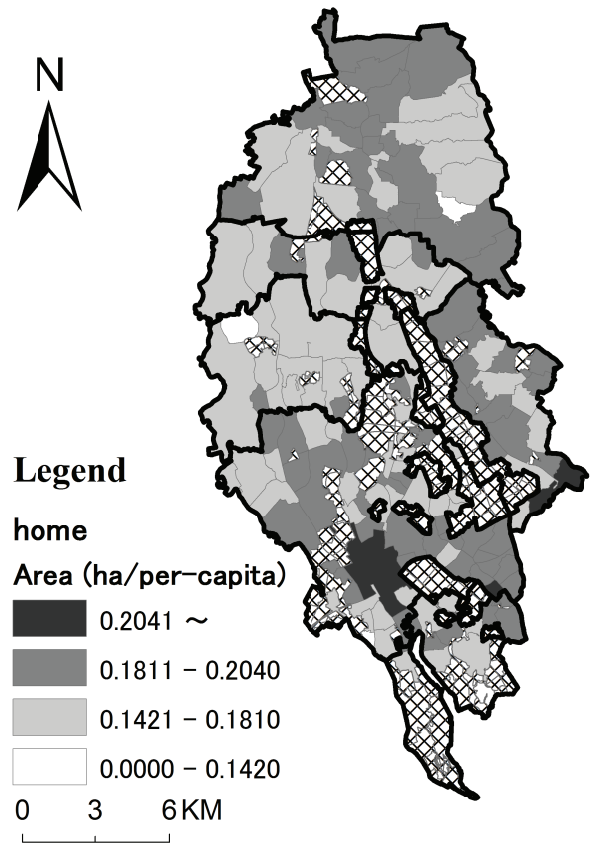 N
Legend
home
Area (ha/per-capita)
0.2041 ～
0.1811 - 0.2040
0.1421 - 0.1810
0.0000 - 0.1420
0 3 6 KM